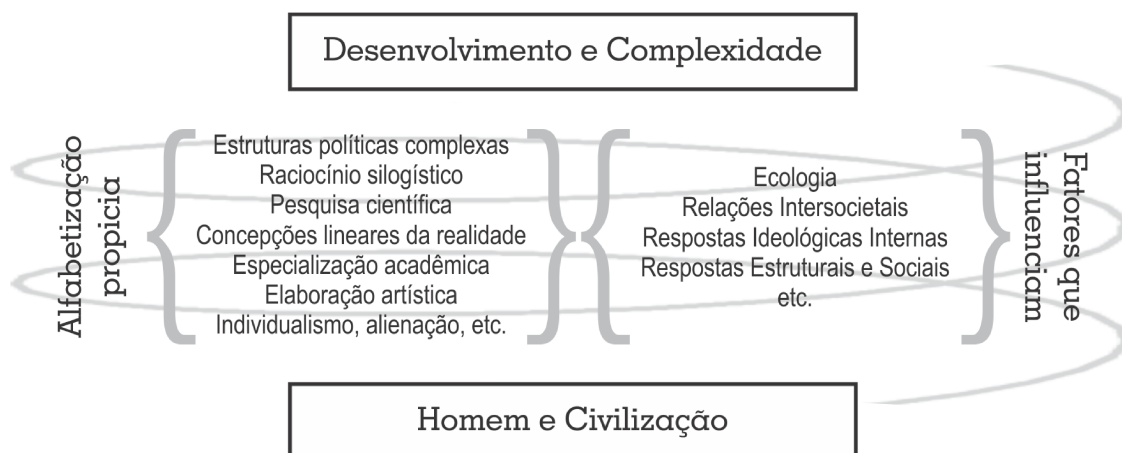 Desenvolvimento e Complexidade
Alfabetização
propicia
Estruturas políticas complexas
Raciocínio silogístico
Pesquisa científica
Concepções lineares da realidade
Especialização acadêmica
Elaboração artística
Individualismo, alienação, etc.
Ecologia
Relações Intersocietais
Respostas Ideológicas Internas
Respostas Estruturais e Sociais
etc.
Fatores que
influenciam
Homem e Civilização